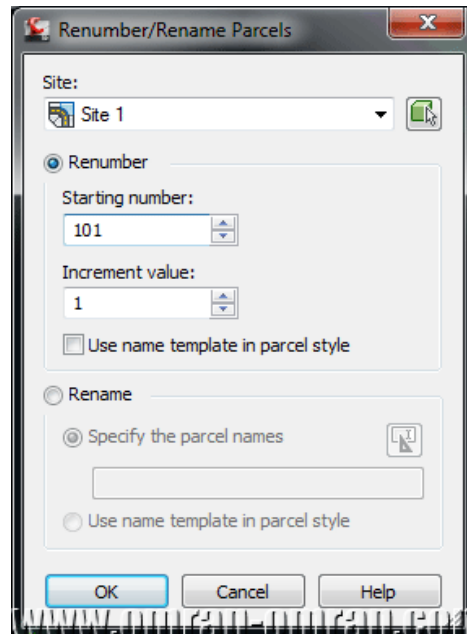 Renumber/Rename Parcels
Site:
Site 1
Renumber
Starting number:
101
Increment value:
1
Use name template in parcel style
Rename
Specify the parcel names
Use name template in parcel style
OK Cancel Help